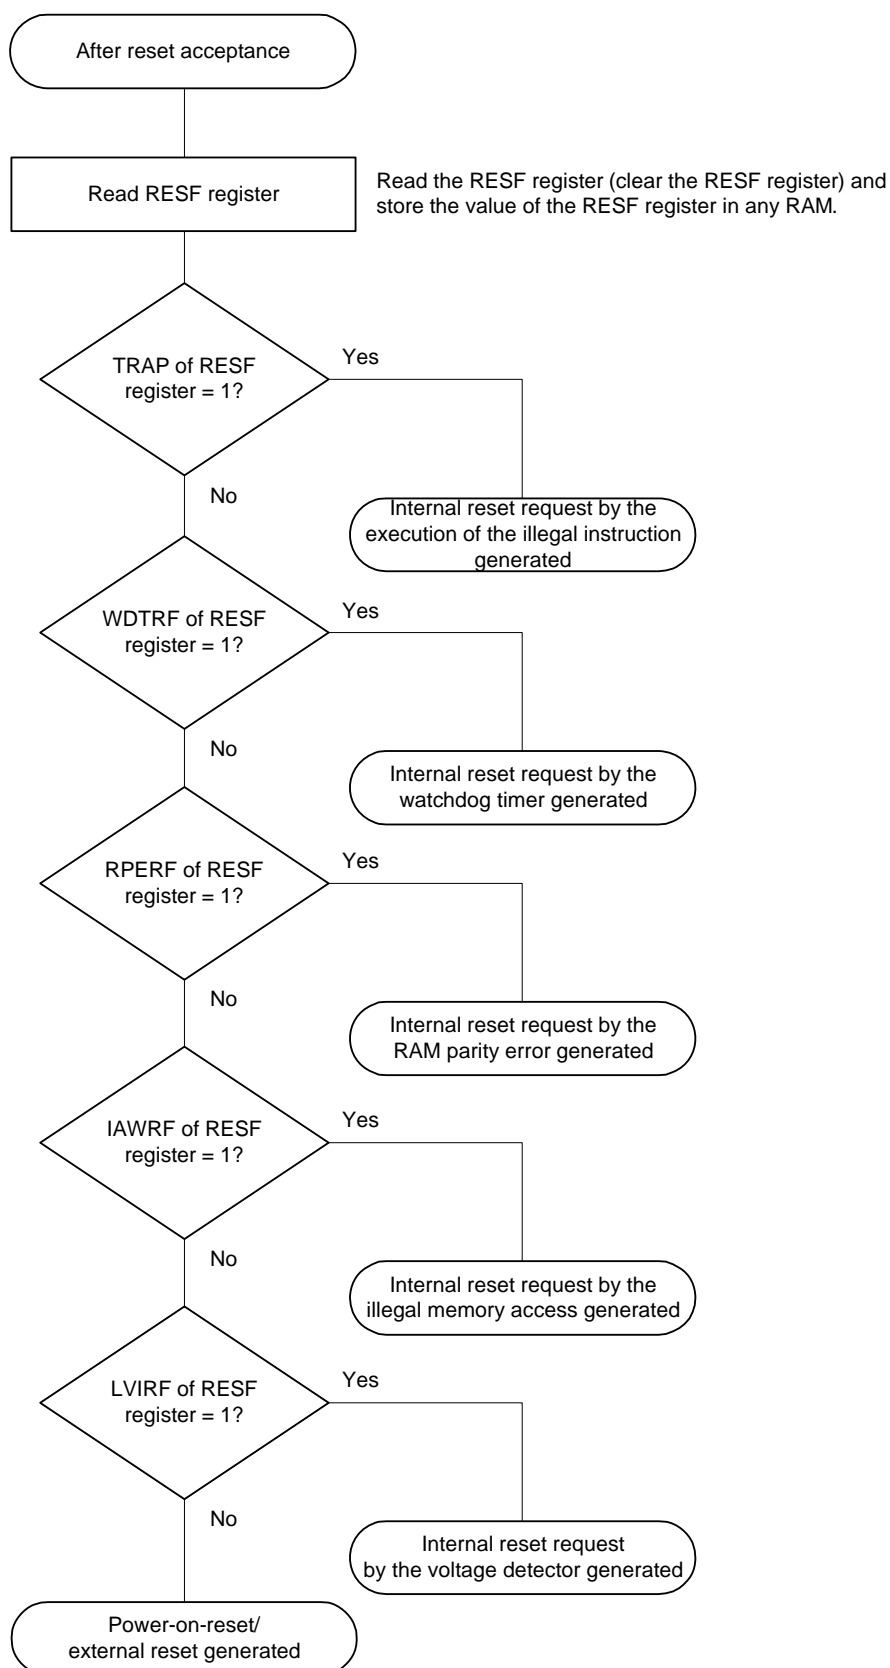 After reset acceptance
Read RESF register
Read the RESF register (clear the RESF register) and
store the value of the RESF register in any RAM.
TRAP of RESF
register = 1?
Yes
No
Internal reset request by the
execution of the illegal instruction
generated
WDTRF of RESF
register = 1?
Yes
No
Internal reset request by the
watchdog timer generated
RPERF of RESF
register = 1?
Yes
No
Internal reset request by the
RAM parity error generated
IAWRF of RESF
register = 1?
Yes
No
Internal reset request by the
illegal memory access generated
LVIRF of RESF
register = 1?
Yes
No
Internal reset request
by the voltage detector generated
Power-on-reset/
external reset generated